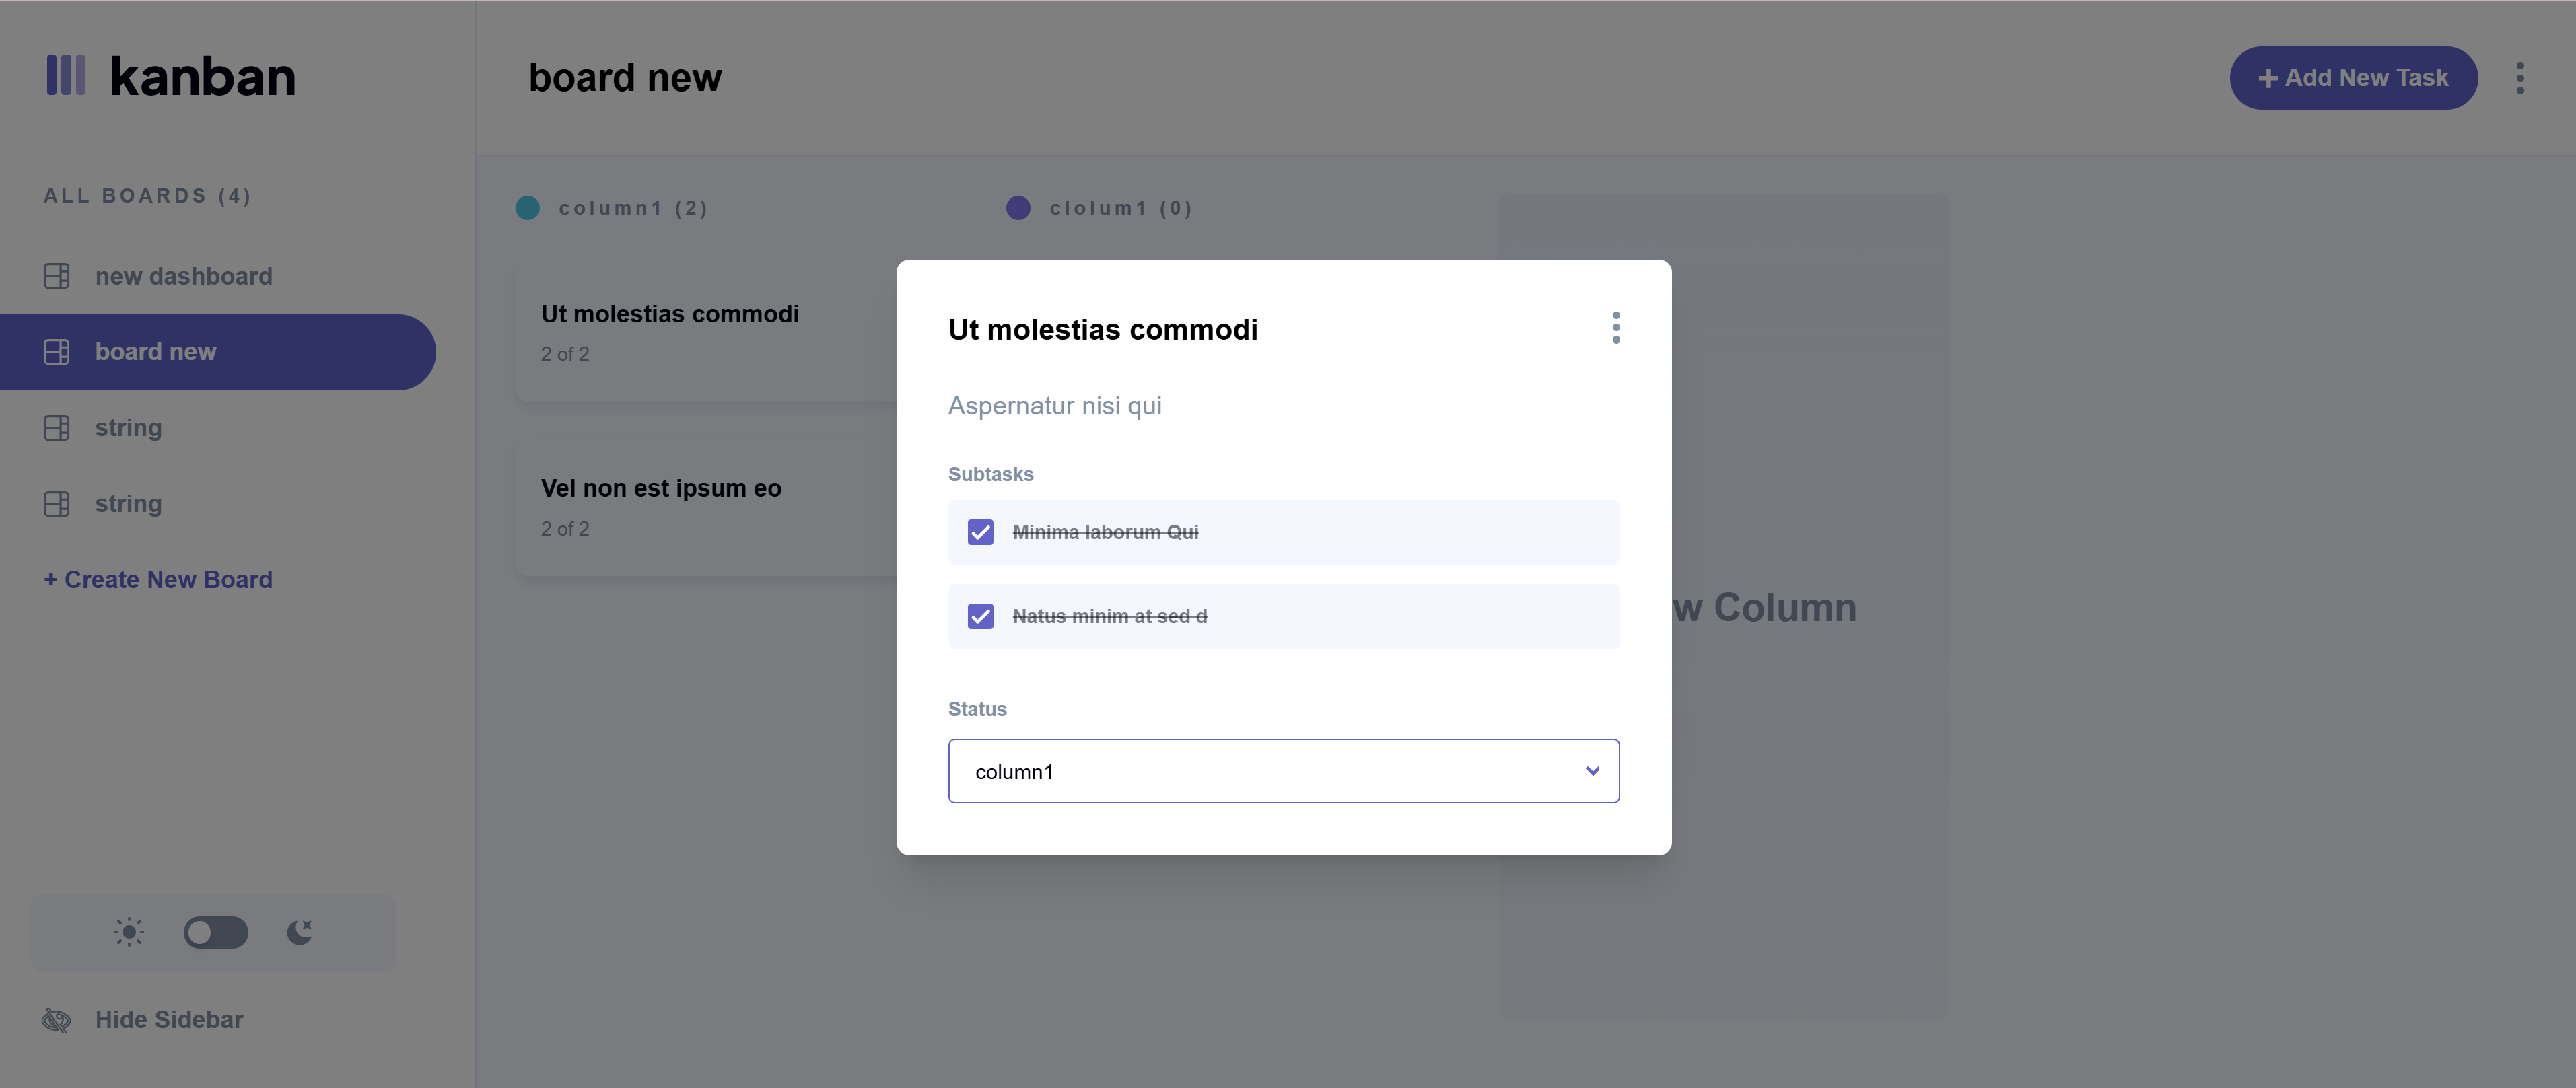 kanban
ALL BOARDS (4)
new dashboard
board new
string
string
+ Create New Board
Hide Sidebar
board new
+ Add New Task
column1 (2)
clolum1 (0)
Ut molestias commodi
2 of 2
Vel non est ipsum eo
2 of 2
Column
Ut molestias commodi
Aspernatur nisi qui
Subtasks
Minima laborum Qui
Natus minim at sed d
Status
column1